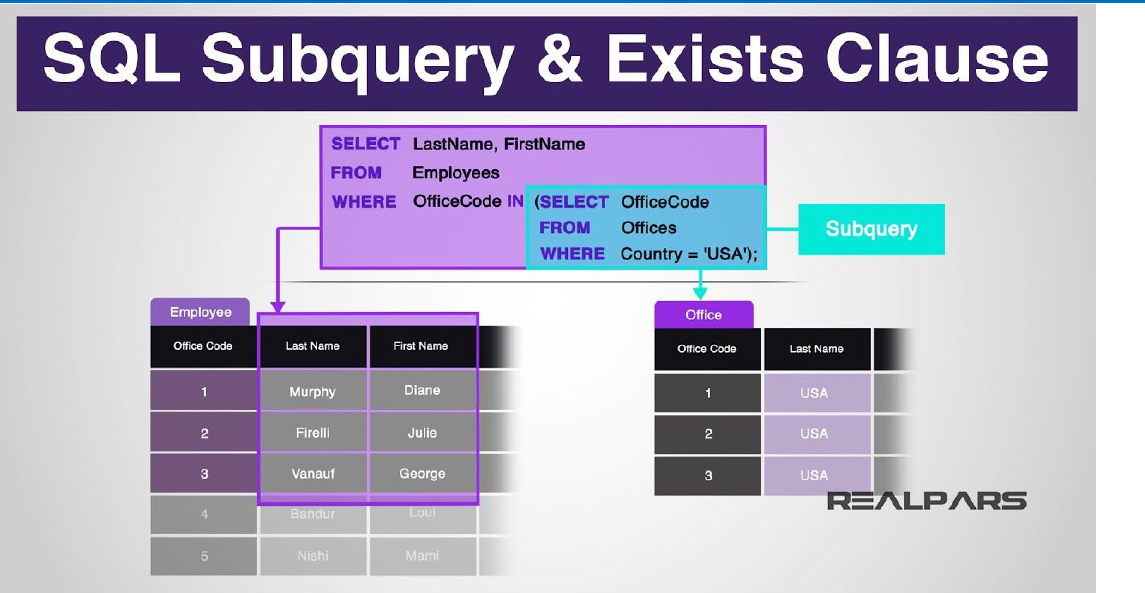 SQL Subquery & Exists Clause
SELECT LastName, FirstName
FROM Employees
WHERE OfficeCode IN (SELECT OfficeCode
FROM Offices
WHERE Country = 'USA');
Subquery
Employee
Office Code Last Name First Name
1 Murphy Diane
2 Firelli Julie
3 Vanauf George
4 Bandur Loui
5 Nishi Mami
Office
Office Code Last Name
1 USA
2 USA
3 USA
REALPARS